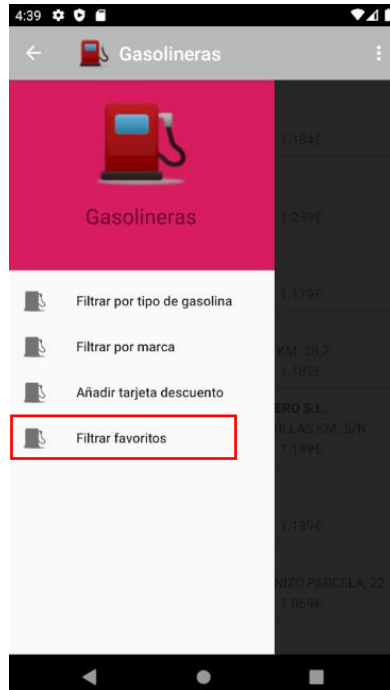 4:39
Gasolineras
Gasolineras
1.184€
1.239€
1.179€
Filtrar por tipo de gasolina
Filtrar por marca
KM. 28,2
1.189€
Añadir tarjeta descuento
ERO S.L.
ILLAS KM. S/N
1.189€
Filtrar favoritos
1.139€
NIZO PARCELA, 22,
1.069€